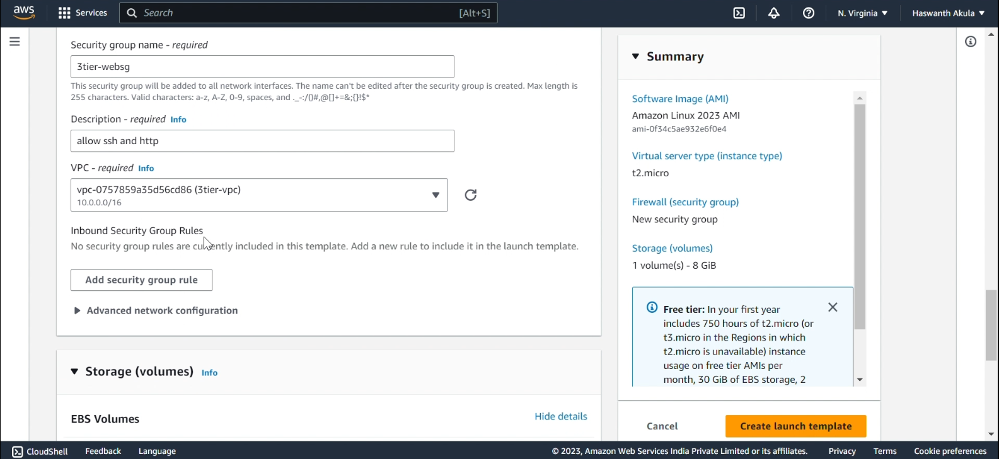 aws
Services
Search
[Alt+S]
N. Virginia
Haswanth Akula
Security group name - required
3tier-websg
This security group will be added to all network interfaces. The name can't be edited after the security group is created. Max length is
255 characters. Valid characters: a-z, A-Z, 0-9, spaces, and ._-:/()#,@[]+=&;{}!$*
Description - required Info
allow ssh and http
VPC - required Info
vpc-0757859a35d56cd86 (3tier-vpc)
10.0.0.0/16
Inbound Security Group Rules
No security group rules are currently included in this template. Add a new rule to include it in the launch template.
Add security group rule
Advanced network configuration
Storage (volumes) Info
EBS Volumes
Hide details
Summary
Software Image (AMI)
Amazon Linux 2023 AMI
ami-0f34c5ae932e6f0e4
Virtual server type (instance type)
t2.micro
Firewall (security group)
New security group
Storage (volumes)
1 volume(s) - 8 GiB
Free tier: In your first year
includes 750 hours of t2.micro (or
t3.micro in the Regions in which
t2.micro is unavailable) instance
usage on free tier AMIs per
month, 30 GiB of EBS storage, 2
Cancel
Create launch template
CloudShell
Feedback
Language
© 2023, Amazon Web Services India Private Limited or its affiliates.
Privacy
Terms
Cookie preferences